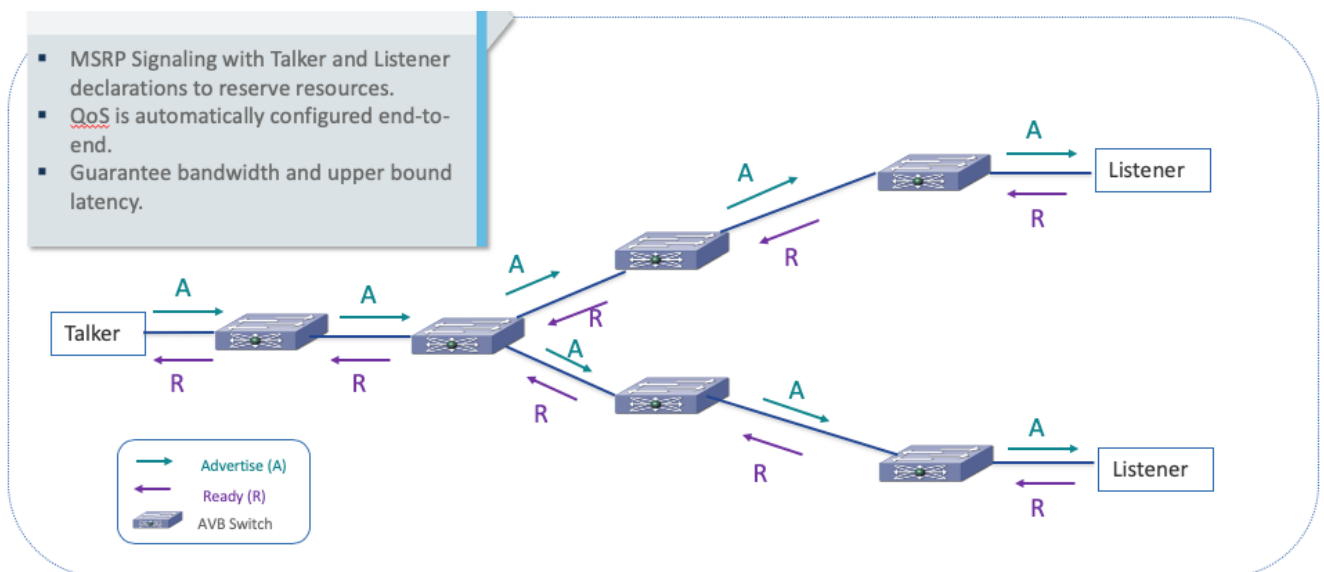 ▪ MSRP Signaling with Talker and Listener
declarations to reserve resources.
▪ QoS is automatically configured end-to-
end.
▪ Guarantee bandwidth and upper bound
latency.
A
A
Listener
R
R
A
A
A
R
Talker
A
R
R
R
A
A
Listener
R
R
Advertise (A)
Ready (R)
AVB Switch